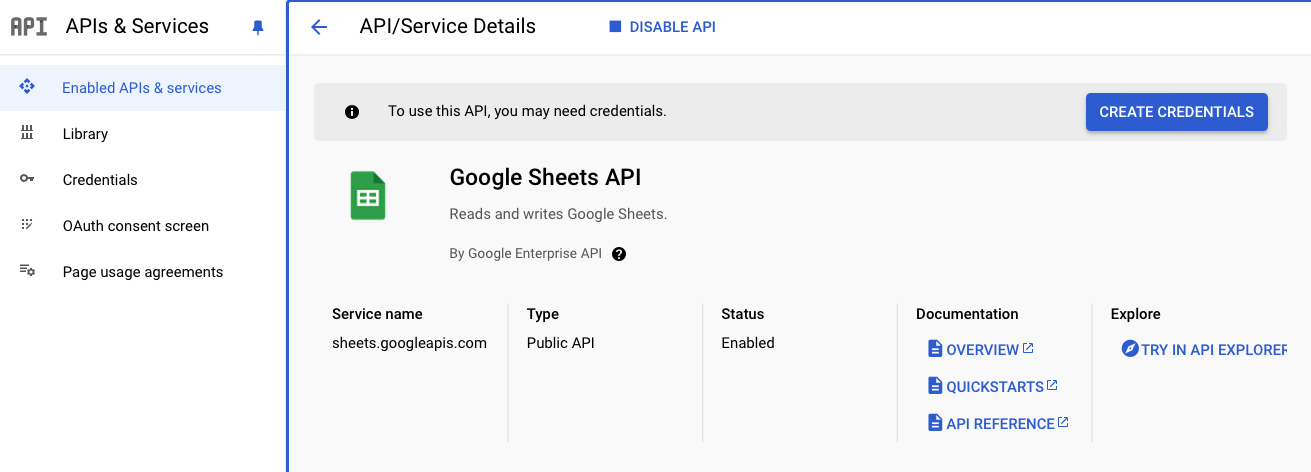 API APIs & Services
Enabled APIs & services
Library
Credentials
OAuth consent screen
Page usage agreements
API/Service Details
DISABLE API
To use this API, you may need credentials.
CREATE CREDENTIALS
Google Sheets API
Reads and writes Google Sheets.
By Google Enterprise API
Service name
sheets.googleapis.com
Type
Public API
Status
Enabled
Documentation
OVERVIEW
QUICKSTARTS
API REFERENCE
Explore
TRY IN API EXPLORER